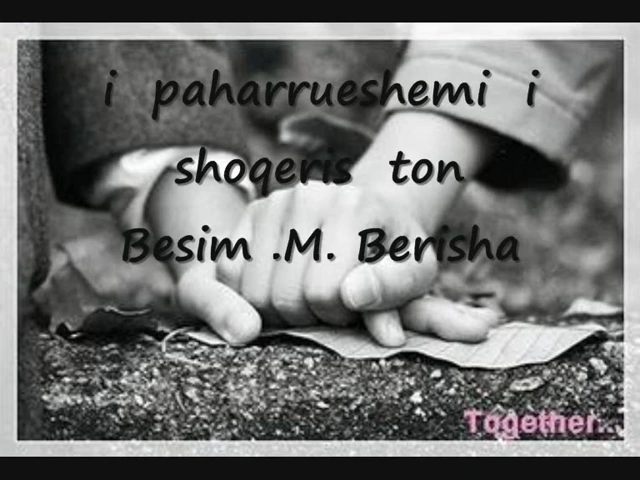 i paharrueshemi i
shoqeris ton
Besim .M. Berisha
Together...